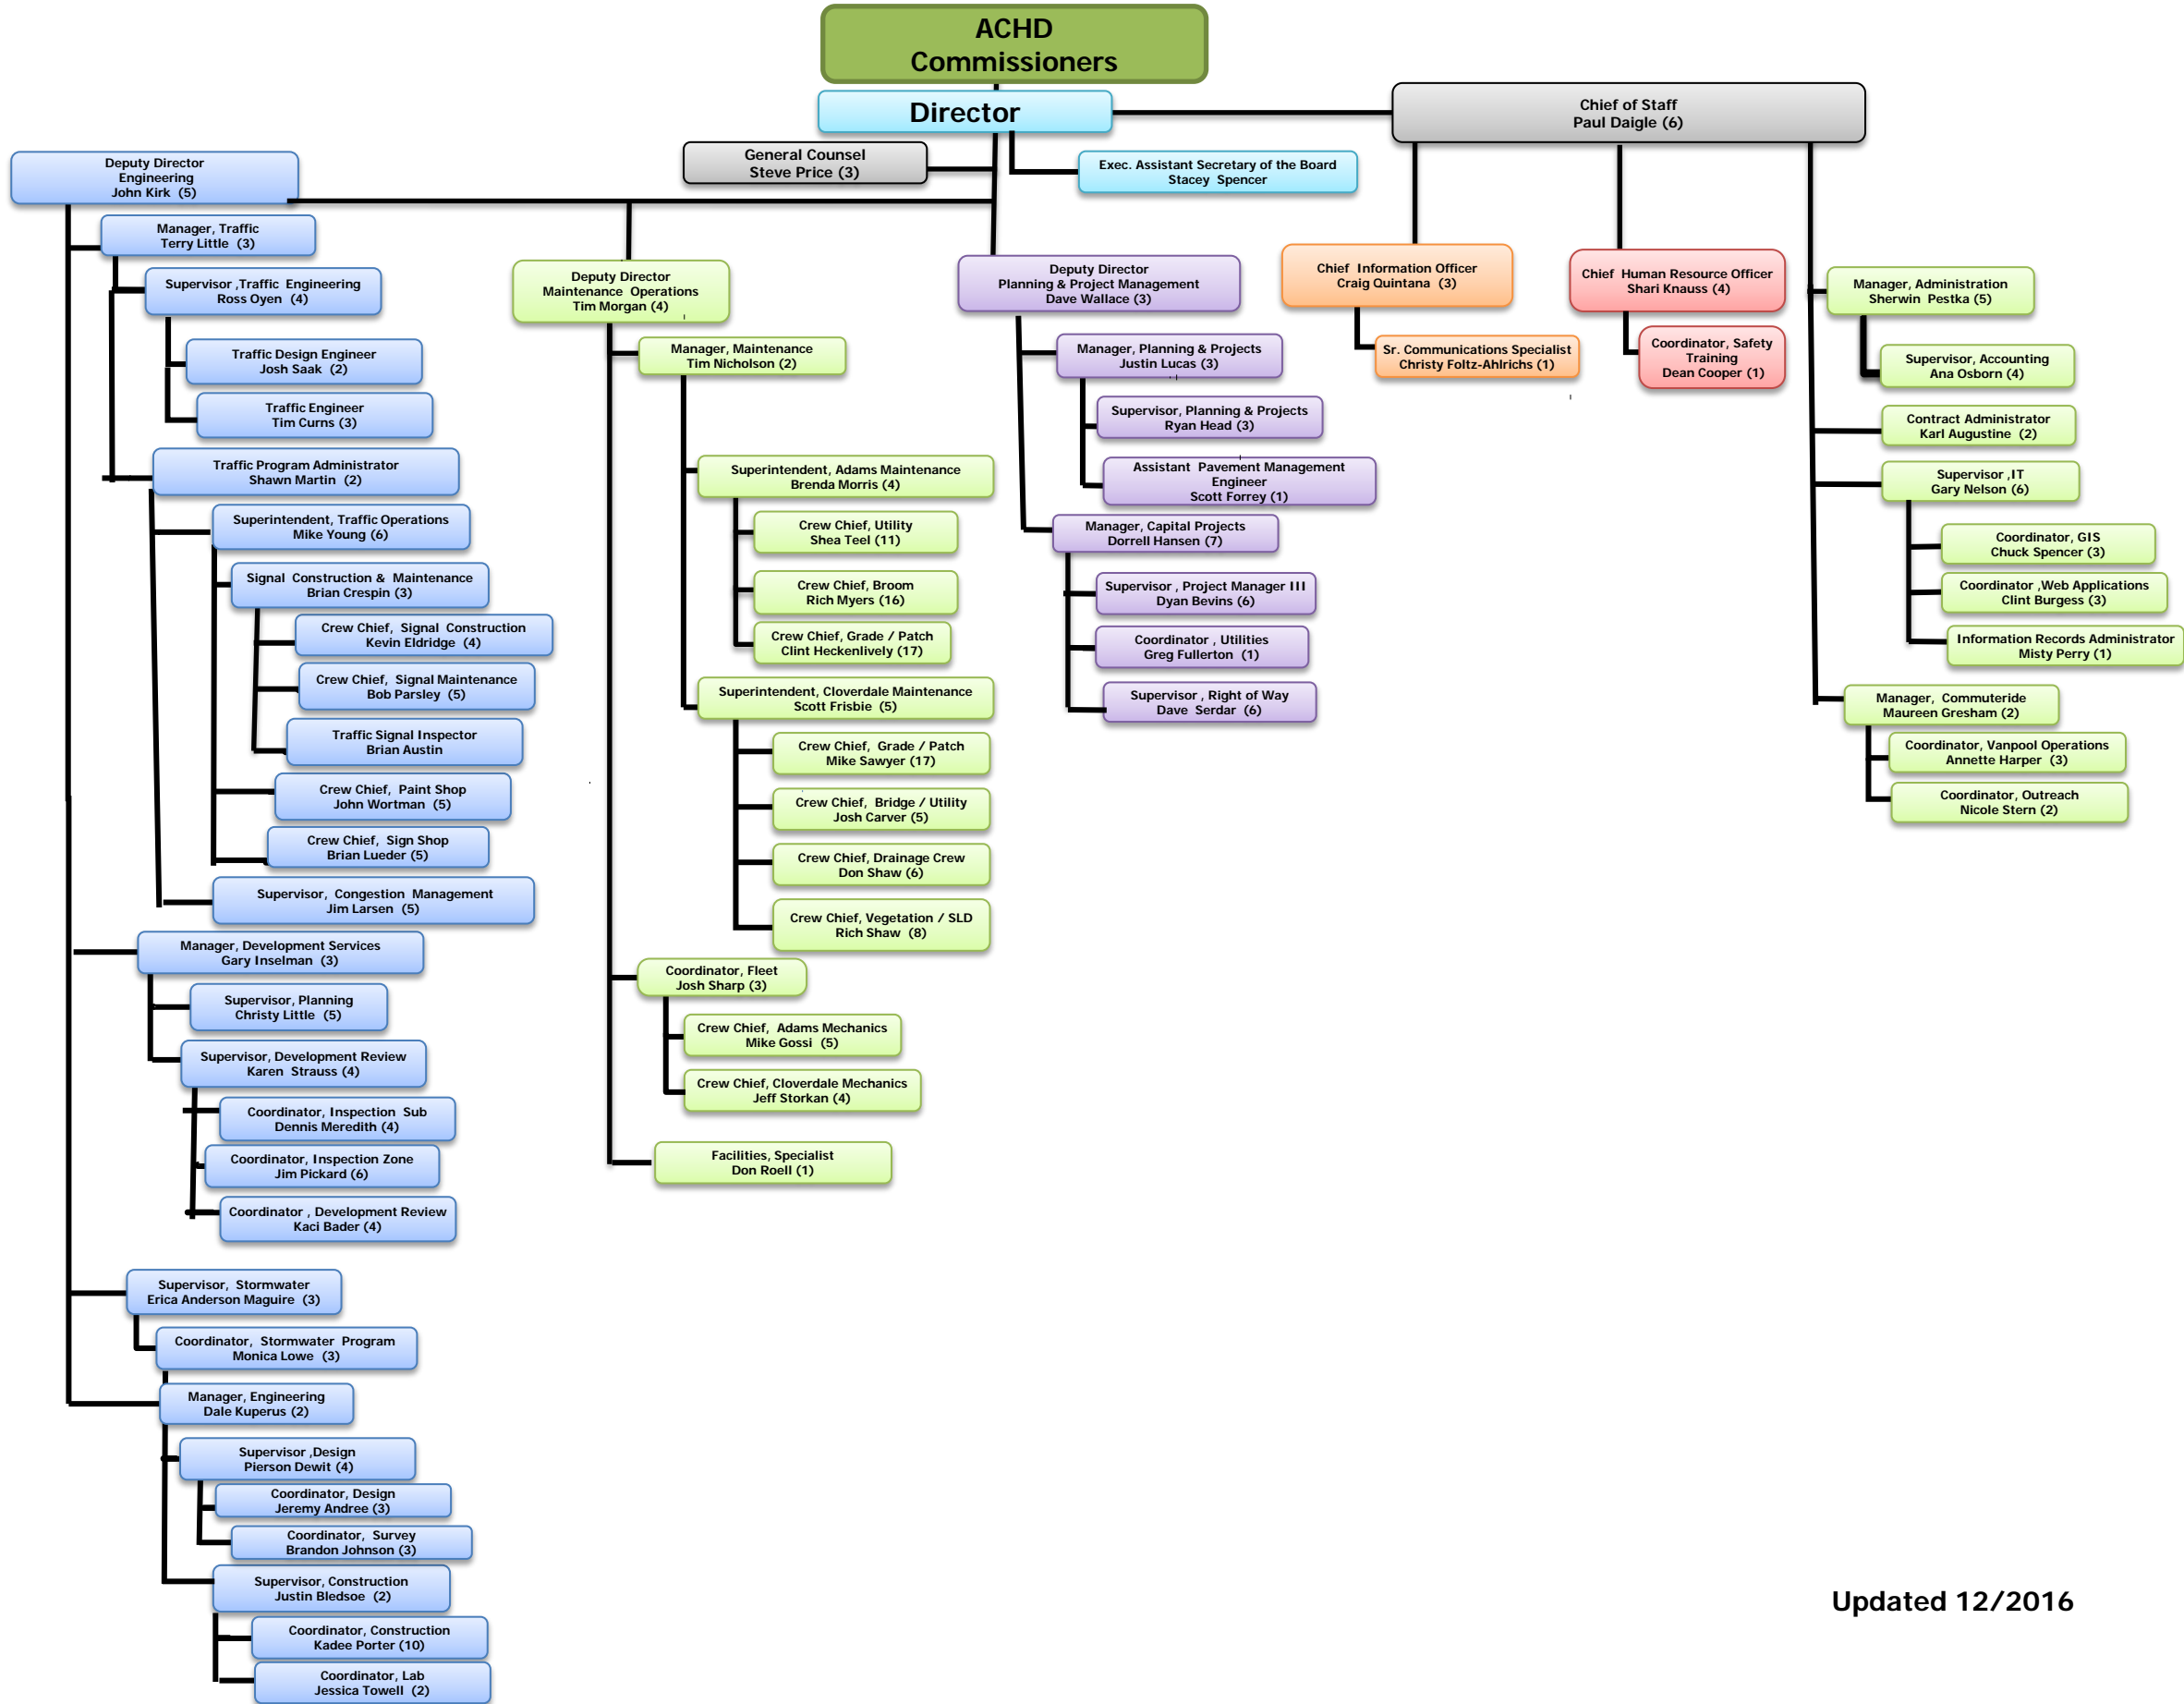 ACHD
Commissioners
Director
Chief of Staff
Paul Daigle (6)
General Counsel
Steve Price (3)
Exec. Assistant Secretary of the Board
Stacey Spencer
Deputy Director
Engineering
John Kirk (5)
Manager, Traffic
Terry Little (3)
Supervisor ,Traffic Engineering
Ross Oyen (4)
Traffic Design Engineer
Josh Saak (2)
Traffic Engineer
Tim Curns (3)
Traffic Program Administrator
Shawn Martin (2)
Superintendent, Traffic Operations
Mike Young (6)
Signal Construction & Maintenance
Brian Crespin (3)
Crew Chief, Signal Construction
Kevin Eldridge (4)
Crew Chief, Signal Maintenance
Bob Parsley (5)
Traffic Signal Inspector
Brian Austin
Crew Chief, Paint Shop
John Wortman (5)
Crew Chief, Sign Shop
Brian Lueder (5)
Supervisor, Congestion Management
Jim Larsen (5)
Manager, Development Services
Gary Inselman (3)
Supervisor, Planning
Christy Little (5)
Supervisor, Development Review
Karen Strauss (4)
Coordinator, Inspection Sub
Dennis Meredith (4)
Coordinator, Inspection Zone
Jim Pickard (6)
Coordinator , Development Review
Kaci Bader (4)
Supervisor, Stormwater
Erica Anderson Maguire (3)
Coordinator, Stormwater Program
Monica Lowe (3)
Manager, Engineering
Dale Kuperus (2)
Supervisor ,Design
Pierson Dewit (4)
Coordinator, Design
Jeremy Andree (3)
Coordinator, Survey
Brandon Johnson (3)
Supervisor, Construction
Justin Bledsoe (2)
Coordinator, Construction
Kadee Porter (10)
Coordinator, Lab
Jessica Towell (2)
Deputy Director
Maintenance Operations
Tim Morgan (4)
Manager, Maintenance
Tim Nicholson (2)
Superintendent, Adams Maintenance
Brenda Morris (4)
Crew Chief, Utility
Shea Teel (11)
Crew Chief, Broom
Rich Myers (16)
Crew Chief, Grade / Patch
Clint Heckenlively (17)
Superintendent, Cloverdale Maintenance
Scott Frisbie (5)
Crew Chief, Grade / Patch
Mike Sawyer (17)
Crew Chief, Bridge / Utility
Josh Carver (5)
Crew Chief, Drainage Crew
Don Shaw (6)
Crew Chief, Vegetation / SLD
Rich Shaw (8)
Coordinator, Fleet
Josh Sharp (3)
Crew Chief, Adams Mechanics
Mike Gossi (5)
Crew Chief, Cloverdale Mechanics
Jeff Storkan (4)
Facilities, Specialist
Don Roell (1)
Deputy Director
Planning & Project Management
Dave Wallace (3)
Manager, Planning & Projects
Justin Lucas (3)
Supervisor, Planning & Projects
Ryan Head (3)
Assistant Pavement Management
Engineer
Scott Forrey (1)
Manager, Capital Projects
Dorrell Hansen (7)
Supervisor , Project Manager III
Dyan Bevins (6)
Coordinator , Utilities
Greg Fullerton (1)
Supervisor , Right of Way
Dave Serdar (6)
Chief Information Officer
Craig Quintana (3)
Sr. Communications Specialist
Christy Foltz-Ahlrichs (1)
Chief Human Resource Officer
Shari Knauss (4)
Coordinator, Safety
Training
Dean Cooper (1)
Manager, Administration
Sherwin Pestka (5)
Supervisor, Accounting
Ana Osborn (4)
Contract Administrator
Karl Augustine (2)
Supervisor ,IT
Gary Nelson (6)
Coordinator, GIS
Chuck Spencer (3)
Coordinator ,Web Applications
Clint Burgess (3)
Information Records Administrator
Misty Perry (1)
Manager, Commuteride
Maureen Gresham (2)
Coordinator, Vanpool Operations
Annette Harper (3)
Coordinator, Outreach
Nicole Stern (2)
Updated 12/2016